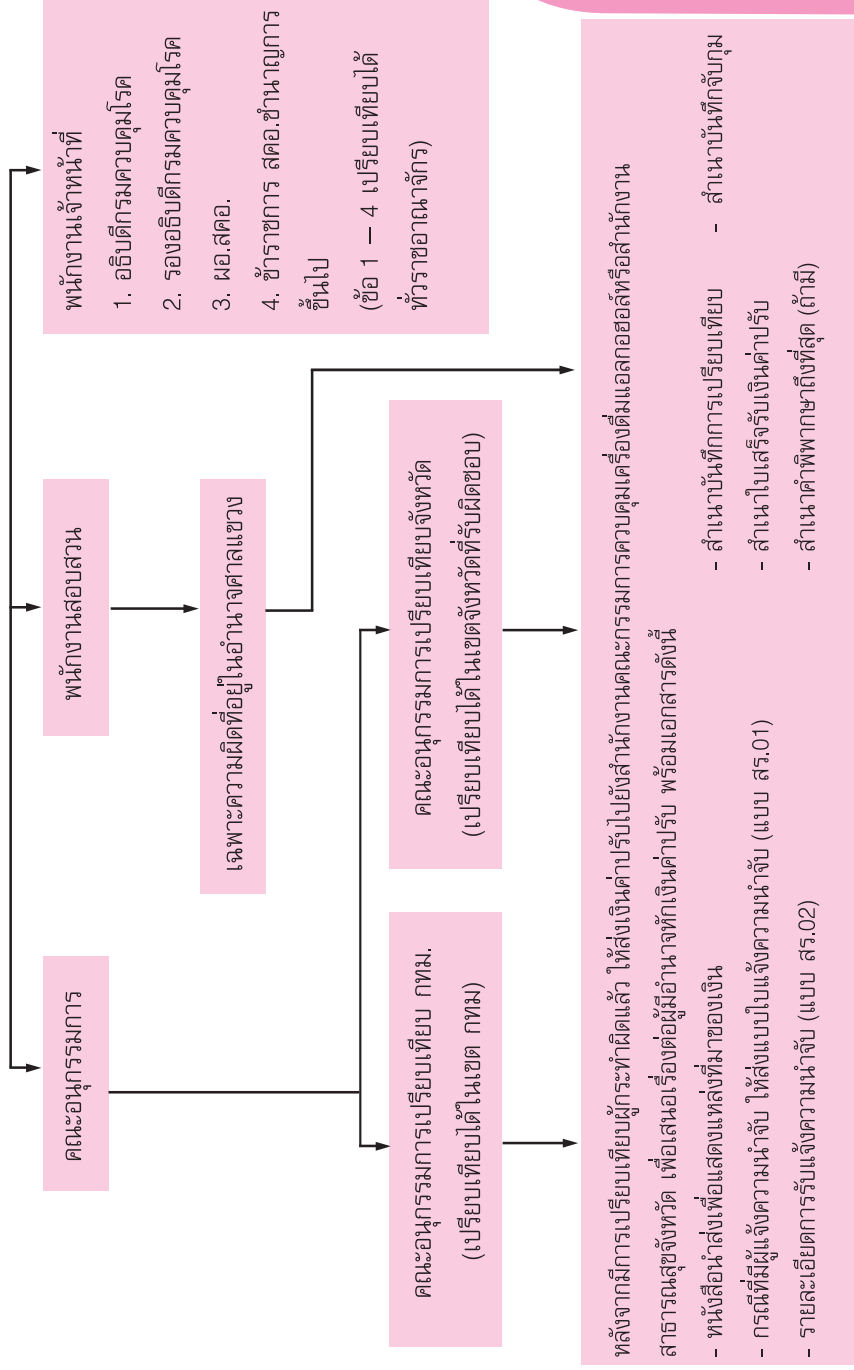 คณะอนุกรรมการ
พนักงานสอบสวน
พนักงานเจ้าหน้าที่
1. อธิบดีกรมควบคุมโรค
2. รองอธิบดีกรมควบคุมโรค
3. ผอ.สคอ.
4. ข้าราชการ สคอ.ชำนาญการ
ขึ้นไป
(ข้อ 1 – 4 เปรียบเทียบได้
ทั่วราชอาณาจักร)
เฉพาะความผิดที่อยู่ในอำนาจศาลแขวง
คณะอนุกรรมการเปรียบเทียบ กทม.
(เปรียบเทียบได้ในเขต กทม)
คณะอนุกรรมการเปรียบเทียบจังหวัด
(เปรียบเทียบได้ในเขตจังหวัดที่รับผิดชอบ)
หลังจากมีการเปรียบเทียบผู้กระทำผิดแล้ว ให้ส่งเงินค่าปรับไปยังสำนักงานคณะกรรมการควบคุมเครื่องดื่มแอลกอฮอล์หรือสำนักงาน
สาธารณสุขจังหวัด เพื่อเสนอเรื่องต่อผู้มีอำนาจหักเงินค่าปรับ พร้อมเอกสารดังนี้
- หนังสือนำส่งเพื่อแสดงแหล่งที่มาของเงิน - สำเนาบันทึกการเปรียบเทียบ - สำเนาบันทึกจับกุม
- กรณีที่มีผู้แจ้งความนำจับ ให้ส่งแบบใบแจ้งความนำจับ (แบบ สร.01) - สำเนาใบเสร็จรับเงินค่าปรับ
- รายละเอียดการรับแจ้งความนำจับ (แบบ สร.02) - สำเนาคำพิพากษาถึงที่สุด (ถ้ามี)